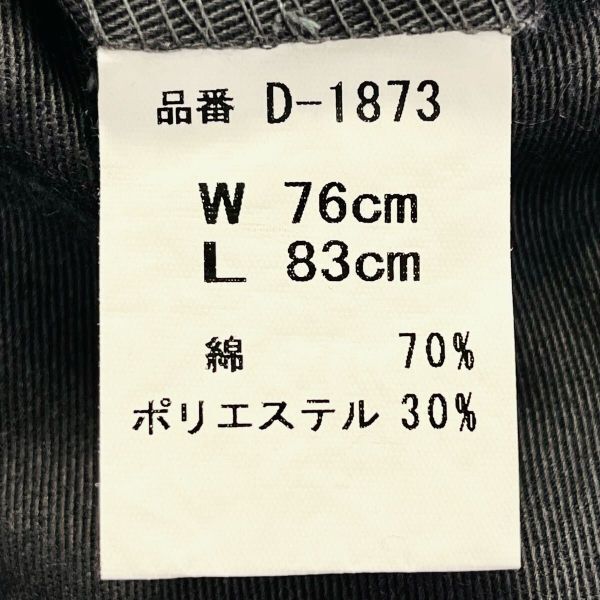 品番 D-1873
W 76cm
L 83cm
綿 70%
ポリエステル 30%